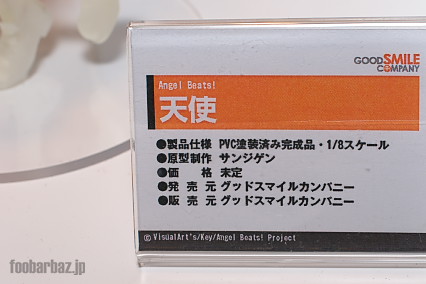 GOODSMILE
COMPANY
Angel Beats!
天使
●製品仕様 PVC塗装済み完成品・1/8スケール
●原型制作 サンジゲン
●価　　格 未定
●発 売 元 グッドスマイルカンパニー
●販 売 元 グッドスマイルカンパニー
© VisualArt's/Key/Angel Beats! Project
foobarbaz.jp